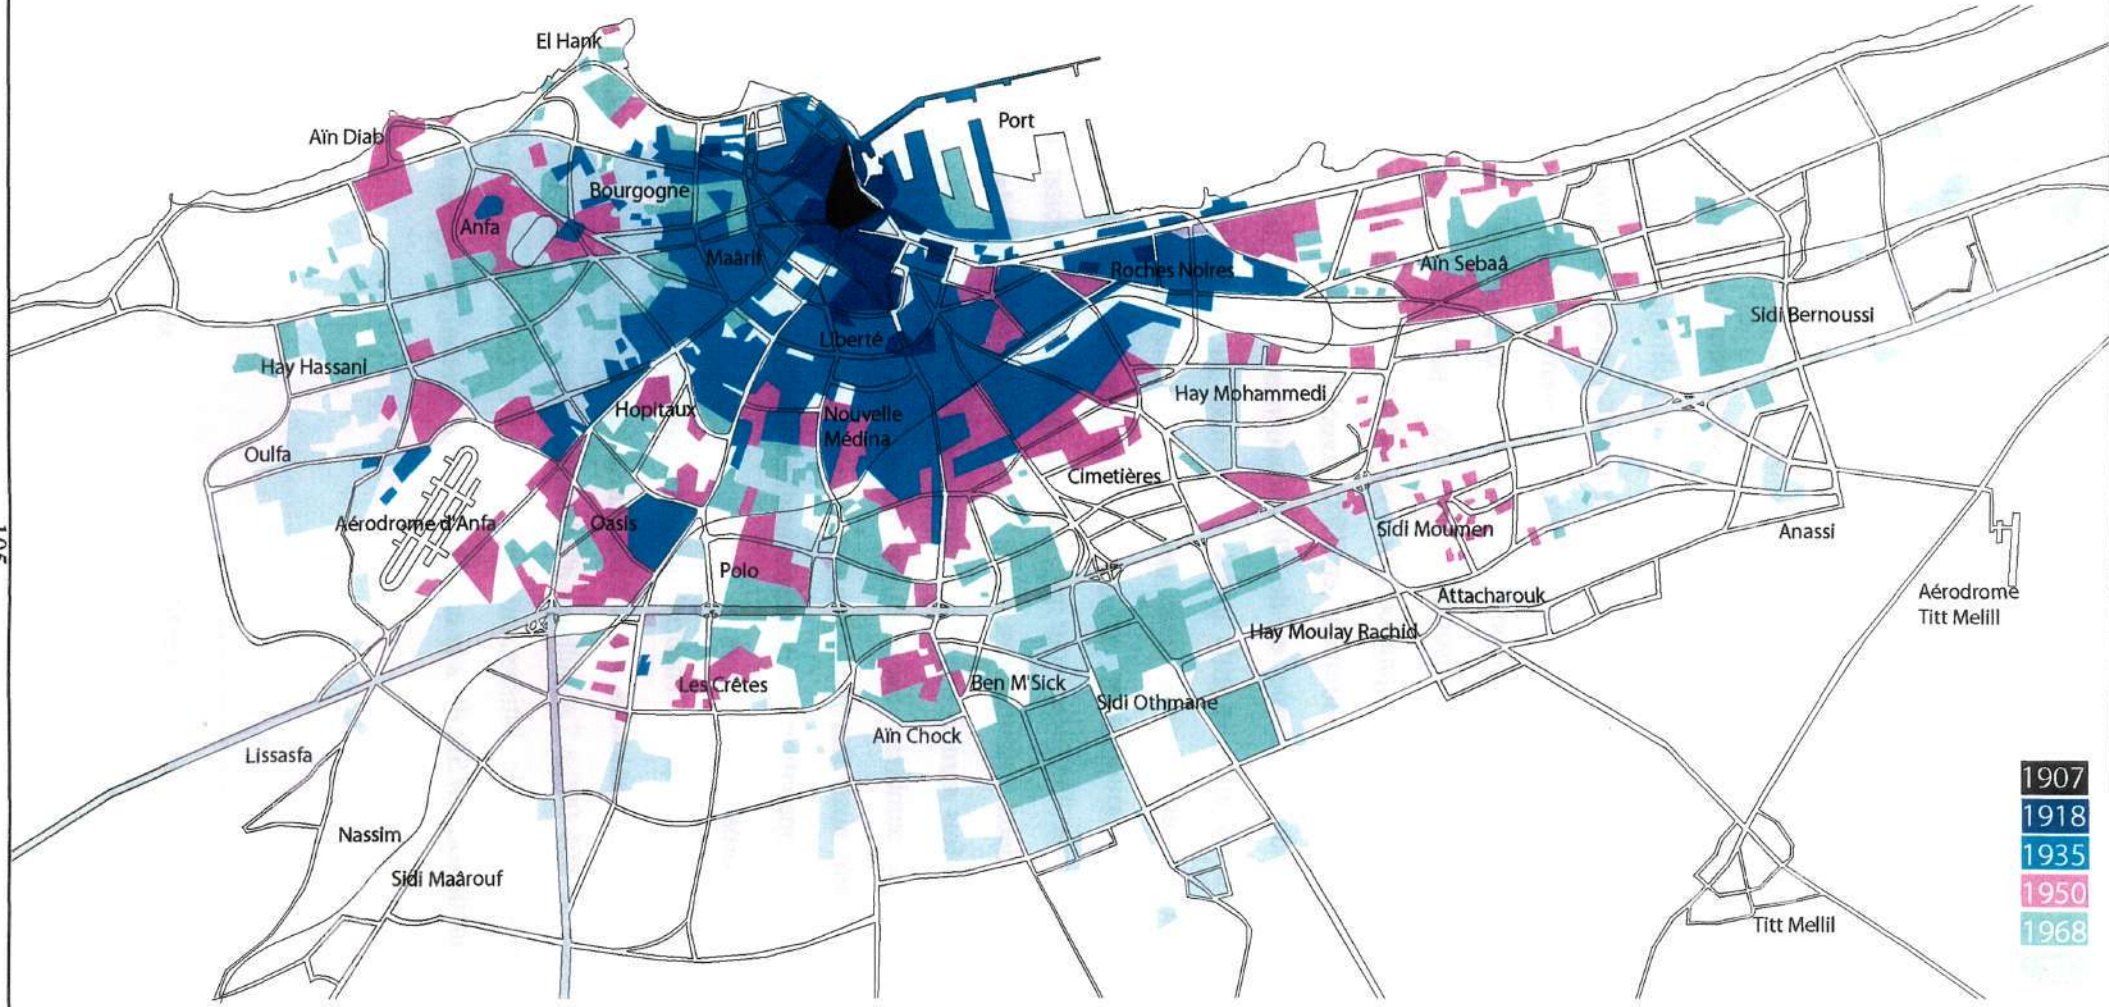 El Hank
Port
Aïn Diab
Bourgogne
Anfa
Maârif
Roches Noires
Aïn Sebaâ
Sidi Bernoussi
Liberté
Hay Hassani
Hay Mohammedi
Hopitaux
Nouvelle
Médina
Oulfa
Cimetières
Aérodrome d'Anfa
Oasis
Sidi Moumen
Anassi
Polo
Attacharouk
Aérodrome
Titt Melill
Hay Moulay Rachid
Les Crêtes
Ben M'Sick
Sidi Othmane
Aïn Chock
Lissasfa
Nassim
Sidi Maârouf
Titt Mellil
1907
1918
1935
1950
1968